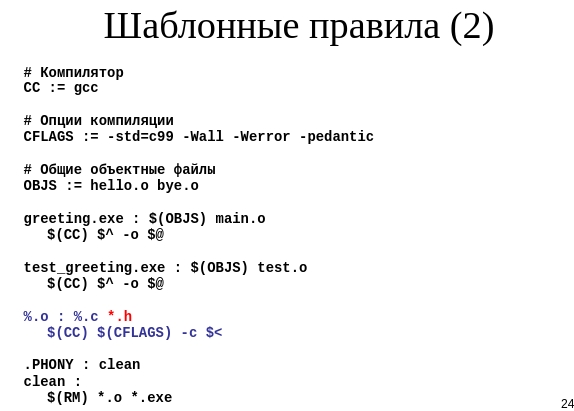 Шаблонные правила (2)
# Компилятор
CC := gcc
# Опции компиляции
CFLAGS := -std=c99 -Wall -Werror -pedantic
# Общие объектные файлы
OBJS := hello.o bye.o
greeting.exe : $(OBJS) main.o
$(CC) $^ -o $@
test_greeting.exe : $(OBJS) test.o
$(CC) $^ -o $@
%.o : %.c *.h
$(CC) $(CFLAGS) -c $<
.PHONY : clean
clean :
$(RM) *.o *.exe
24